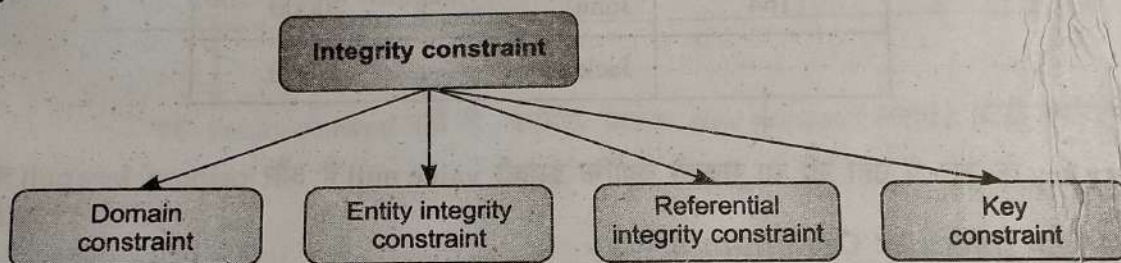 Integrity constraint
Domain
constraint
Entity integrity
constraint
Referential
integrity constraint
Key
constraint